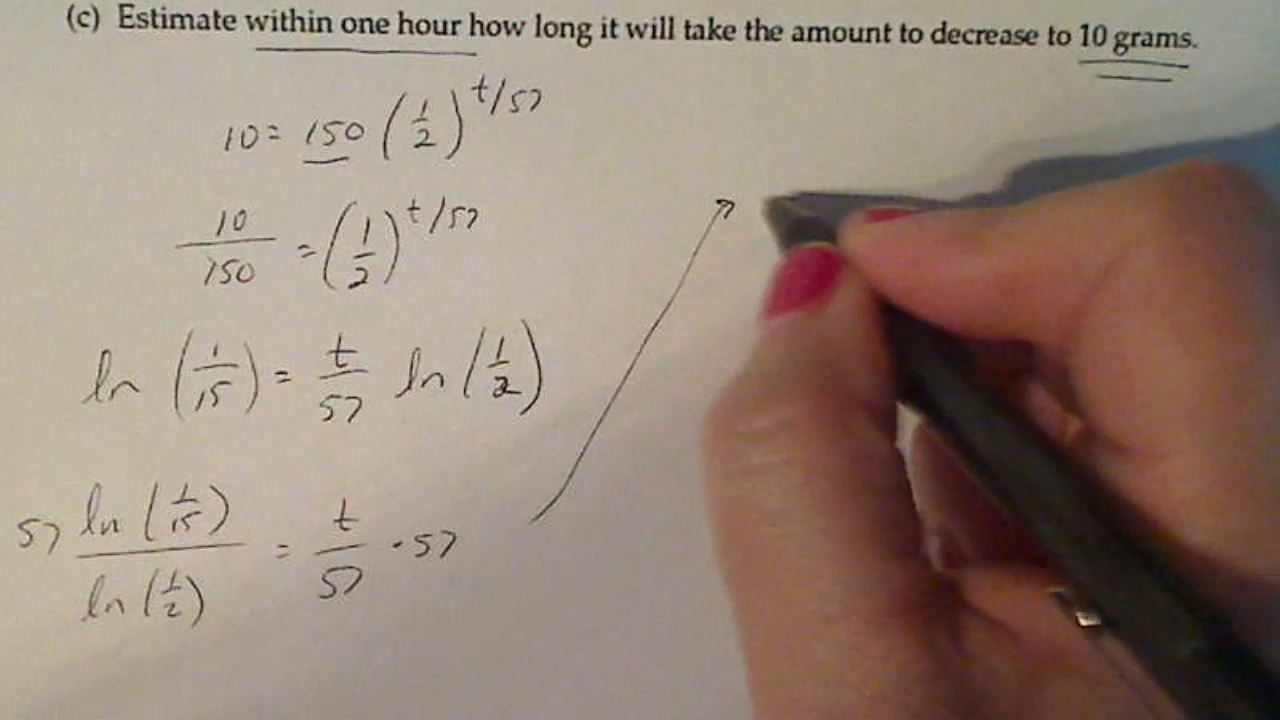 (c) Estimate within one hour how long it will take the amount to decrease to 10 grams.
10 = 150 (1/2)^t/57
10/150 = (1/2)^t/57
ln (1/15) = t/57 ln (1/2)
57 ln (1/15)/ln (1/2) = t/57 · 57